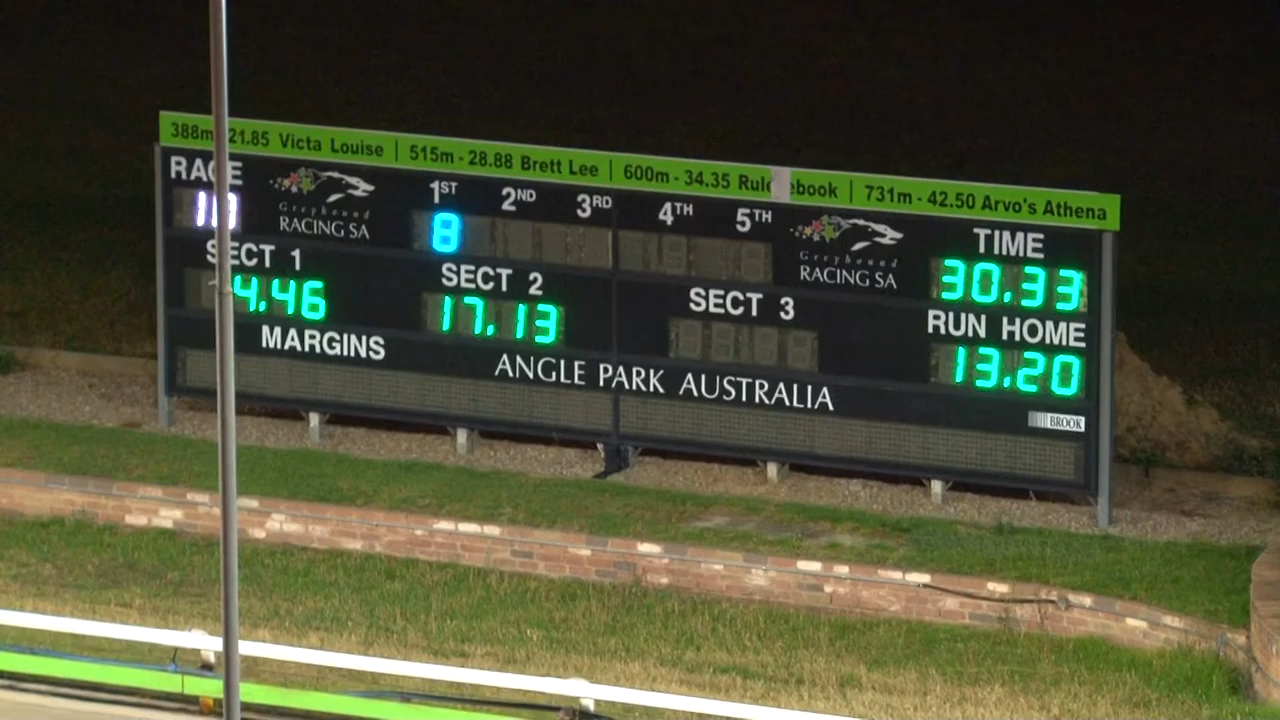 388m 21.85 Victa Louise | 515m - 28.88 Brett Lee | 600m - 34.35 Rule ebook | 731m - 42.50 Arvo's Athena
RACE
1ST 2ND 3RD 4TH 5TH
Greyhound
RACING SA
8
Greyhound
RACING SA
TIME
30.33
SECT 1
4.46
SECT 2
17.13
SECT 3
RUN HOME
13.20
MARGINS
ANGLE PARK AUSTRALIA
BROOK